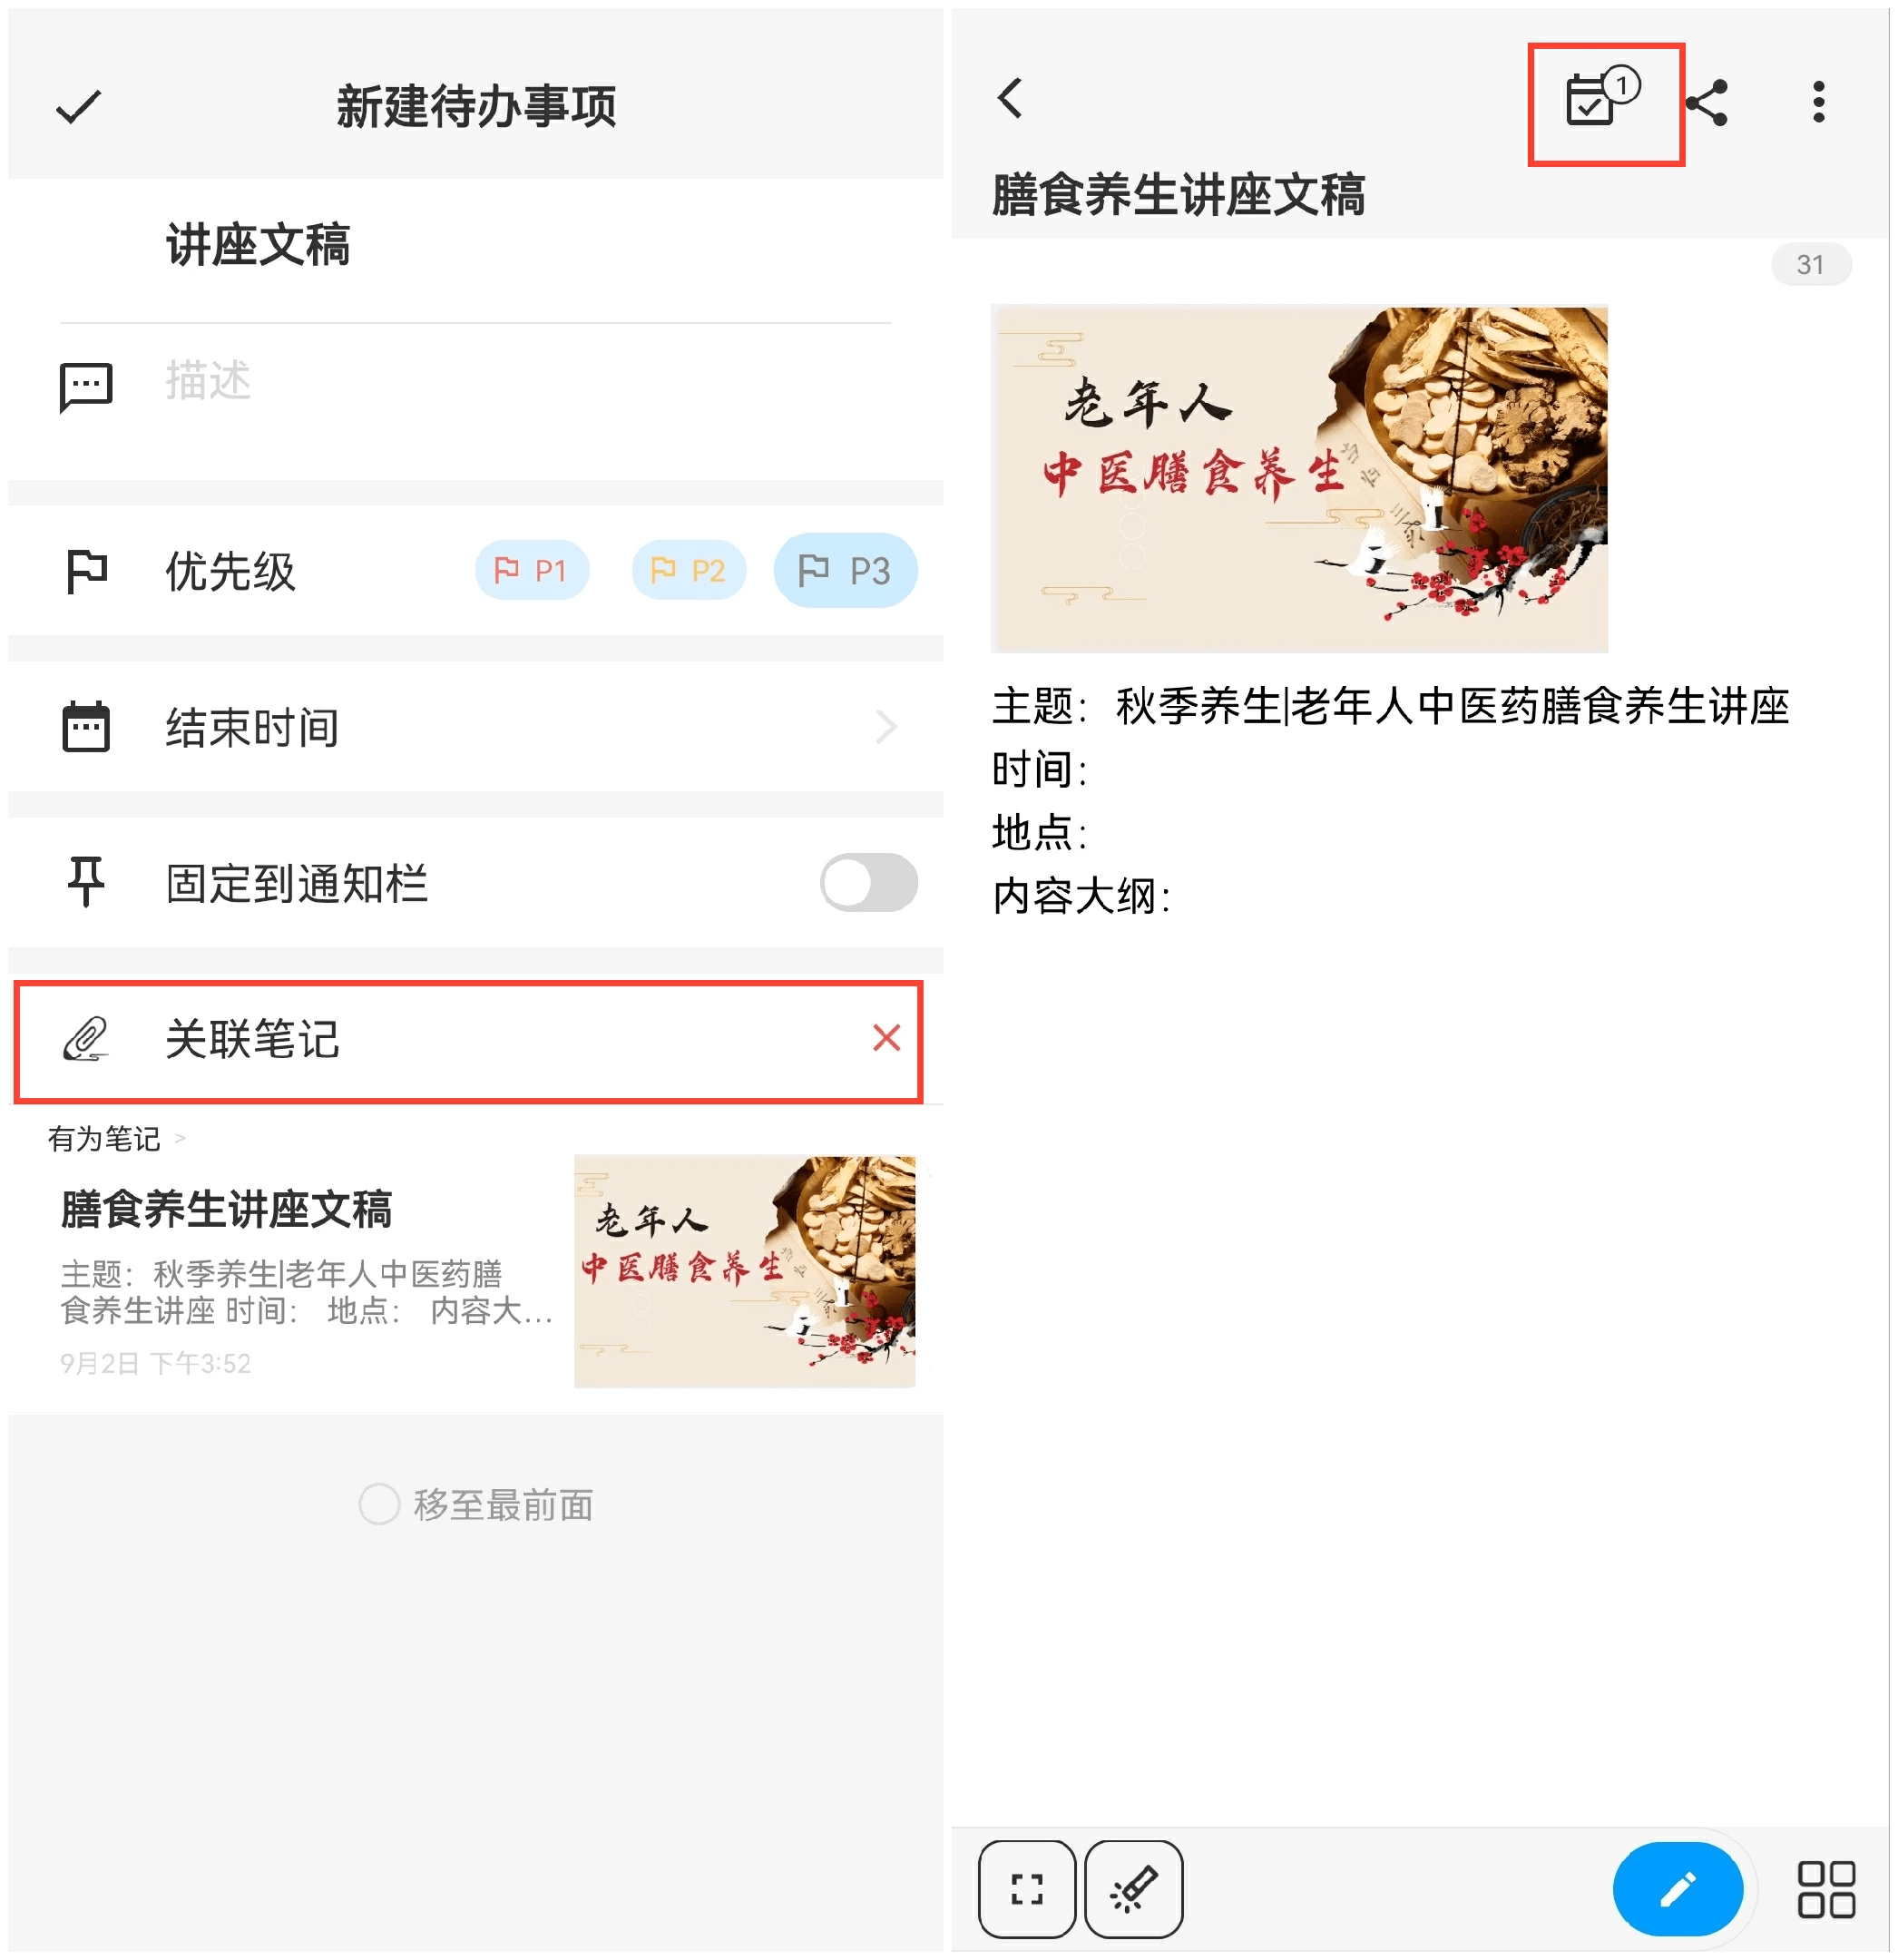 新建待办事项
讲座文稿
描述
优先级
P1
P2
P3
结束时间
固定到通知栏
关联笔记
有为笔记 >
膳食养生讲座文稿
主题：秋季养生|老年人中医药膳
食养生讲座 时间： 地点： 内容大...
9月2日 下午3:52
老年人
中医膳食养生
移至最前面
1
膳食养生讲座文稿
31
老年人
中医膳食养生
主题：秋季养生|老年人中医药膳食养生讲座
时间：
地点：
内容大纲：